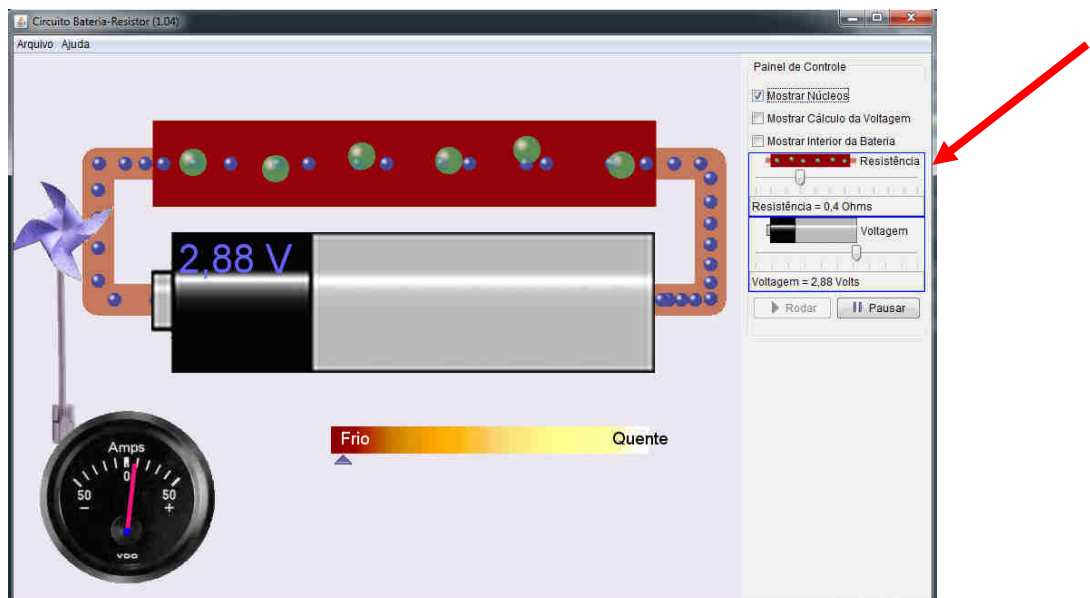 Circuito Bateria-Resistor (1.04)
Arquivo Ajuda
Painel de Controle
Mostrar Núcleos
Mostrar Cálculo da Voltagem
Mostrar Interior da Bateria
Resistência
Resistência = 0,4 Ohms
Voltagem
Voltagem = 2,88 Volts
Rodar Pausar
2,88 V
Frio Quente
Amps
0
50 50
- +
VDO